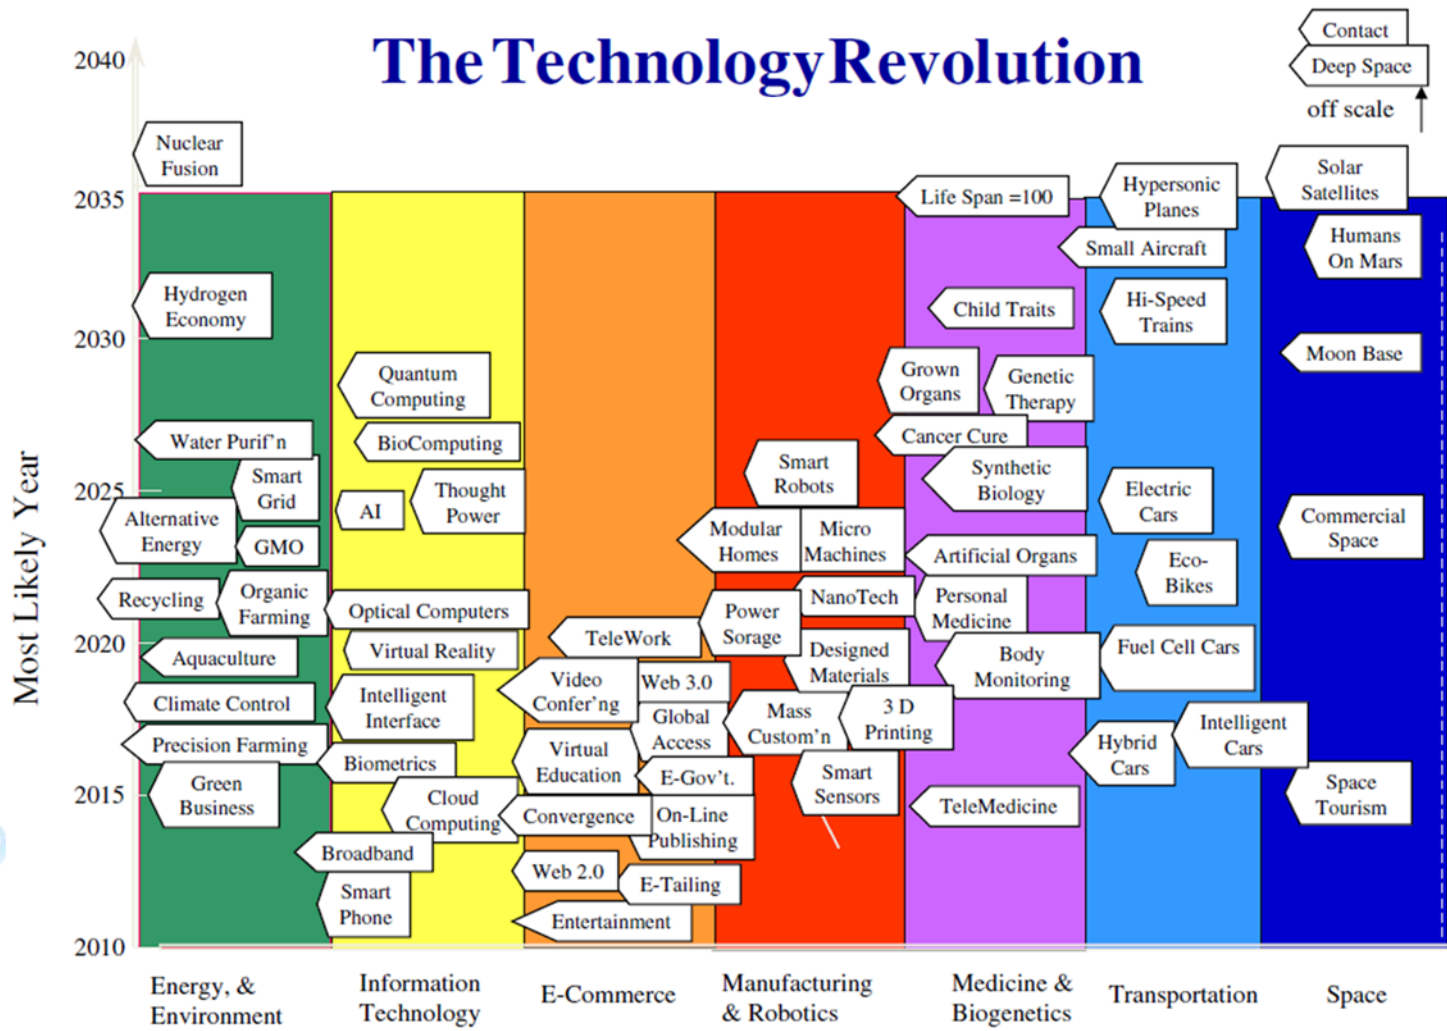 The Technology Revolution
Contact
Deep Space
off scale
Most Likely Year
2040
2035
2030
2025
2020
2015
2010
Nuclear
Fusion
Hydrogen
Economy
Water Purif'n
Smart
Grid
Alternative
Energy
GMO
Recycling
Organic
Farming
Aquaculture
Climate Control
Precision Farming
Green
Business
Quantum
Computing
BioComputing
AI
Thought
Power
Optical Computers
Virtual Reality
Intelligent
Interface
Biometrics
Cloud
Computing
Broadband
Smart
Phone
TeleWork
Video
Confer'ng
Web 3.0
Global
Access
Virtual
Education
E-Gov't.
Convergence
On-Line
Publishing
Web 2.0
E-Tailing
Entertainment
Smart
Robots
Modular
Homes
Micro
Machines
NanoTech
Power
Sorage
Designed
Materials
Mass
Custom'n
3 D
Printing
Smart
Sensors
Life Span =100
Child Traits
Grown
Organs
Genetic
Therapy
Cancer Cure
Synthetic
Biology
Artificial Organs
Personal
Medicine
Body
Monitoring
TeleMedicine
Hypersonic
Planes
Small Aircraft
Hi-Speed
Trains
Electric
Cars
Eco-
Bikes
Fuel Cell Cars
Intelligent
Cars
Hybrid
Cars
Solar
Satellites
Humans
On Mars
Moon Base
Commercial
Space
Space
Tourism
Energy, &
Environment
Information
Technology
E-Commerce
Manufacturing
& Robotics
Medicine &
Biogenetics
Transportation
Space